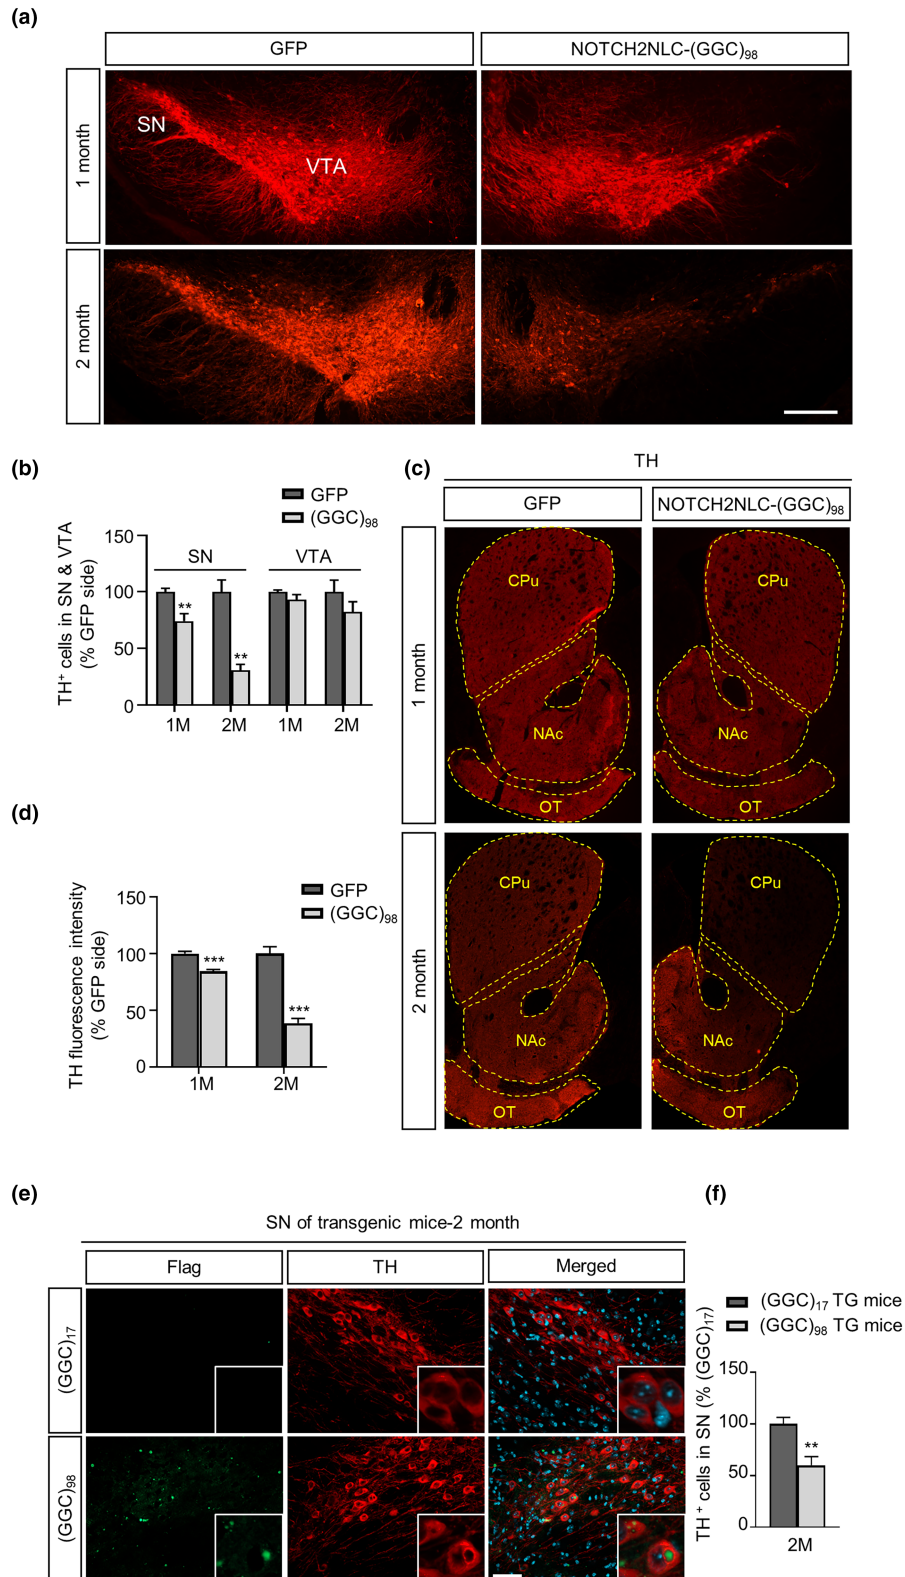 (a)
GFP
NOTCH2NLC-(GGC)98
1 month
SN
VTA
2 month
(b)
GFP
(GGC)98
TH+ cells in SN & VTA
(% GFP side)
150
100
50
0
SN
VTA
**
**
1M
2M
1M
2M
(c)
TH
GFP
NOTCH2NLC-(GGC)98
1 month
CPu
NAc
OT
CPu
NAc
OT
2 month
CPu
NAc
OT
CPu
NAc
OT
(d)
GFP
(GGC)98
TH fluorescence intensity
(% GFP side)
150
100
50
0
***
***
1M
2M
(e)
SN of transgenic mice-2 month
Flag
TH
Merged
(GGC)17
(GGC)98
(f)
(GGC)17 TG mice
(GGC)98 TG mice
TH+ cells in SN (% (GGC)17)
150
100
50
0
**
2M